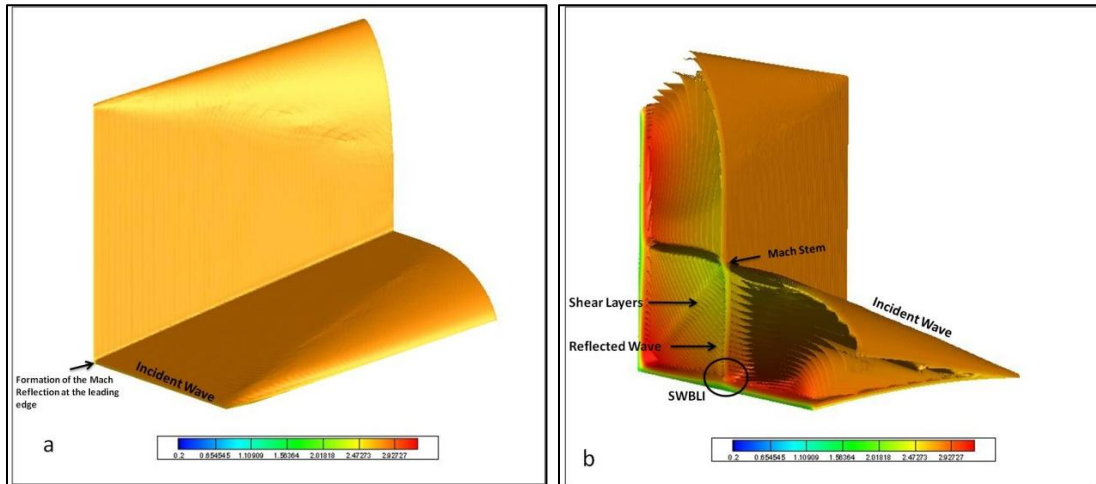 Incident Wave
Formation of the Mach
Reflection at the leading
edge
a
0.2 0.654545 1.10909 1.56364 2.01818 2.47273 2.92727
Mach Stem
Shear Layers
Incident Wave
Reflected Wave
SWBLI
b
0.2 0.654545 1.10909 1.56364 2.01818 2.47273 2.92727